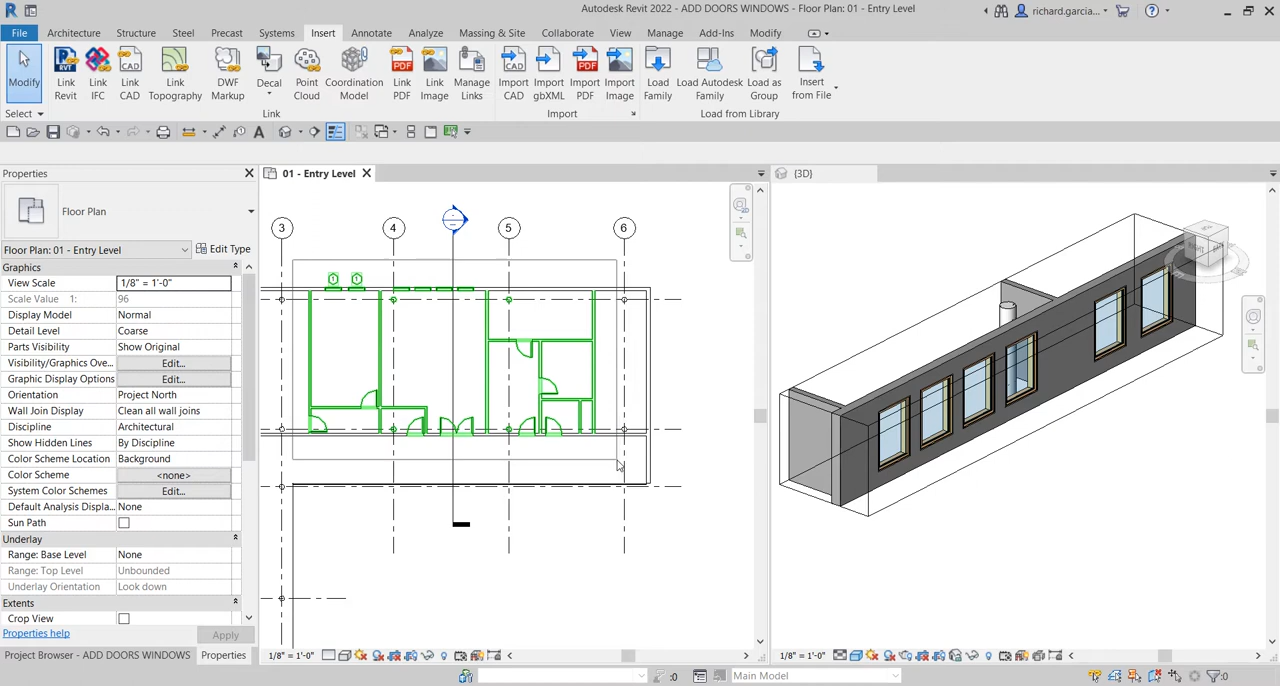 Autodesk Revit 2022 - ADD DOORS WINDOWS - Floor Plan: 01 - Entry Level
richard.garcia...
File Architecture Structure Steel Precast Systems Insert Annotate Analyze Massing & Site Collaborate View Manage Add-Ins Modify
Modify
Link Revit
Link IFC
Link CAD
Link Topography
DWF Markup
Decal
Point Cloud
Coordination Model
Link PDF
Link Image
Manage Links
Import CAD
Import gbXML
Import PDF
Import Image
Load Family
Load Autodesk Family
Load as Group
Insert from File
Select
Link
Import
Load from Library
Properties
01 - Entry Level
{3D}
Floor Plan
Floor Plan: 01 - Entry Level
Edit Type
Graphics
View Scale 1/8" = 1'-0"
Scale Value 1: 96
Display Model Normal
Detail Level Coarse
Parts Visibility Show Original
Visibility/Graphics Ove... Edit...
Graphic Display Options Edit...
Orientation Project North
Wall Join Display Clean all wall joins
Discipline Architectural
Show Hidden Lines By Discipline
Color Scheme Location Background
Color Scheme <none>
System Color Schemes Edit...
Default Analysis Displa... None
Sun Path
Underlay
Range: Base Level None
Range: Top Level Unbounded
Underlay Orientation Look down
Extents
Crop View
Properties help
Apply
Project Browser - ADD DOORS WINDOWS
Properties
3 4 5 6
1 1
1/8" = 1'-0"
1/8" = 1'-0"
:0
Main Model
:0